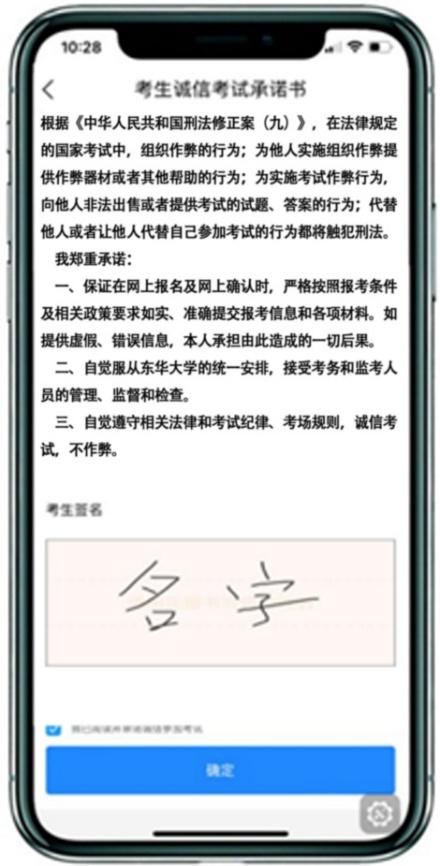 10:28
考生诚信考试承诺书
根据《中华人民共和国刑法修正案（九）》，在法律规定
的国家考试中，组织作弊的行为；为他人实施组织作弊提
供作弊器材或者其他帮助的行为；为实施考试作弊行为，
向他人非法出售或者提供考试的试题、答案的行为；代替
他人或者让他人代替自己参加考试的行为都将触犯刑法。
我郑重承诺：
一、保证在网上报名及网上确认时，严格按照报考条件
及相关政策要求如实、准确提交报考信息和各项材料。如
提供虚假、错误信息，本人承担由此造成的一切后果。
二、自觉服从东华大学的统一安排，接受考务和监考人
员的管理、监督和检查。
三、自觉遵守相关法律和考试纪律、考场规则，诚信考
试，不作弊。
考生签名
名字
我已阅读并承诺诚信参加考试
确定